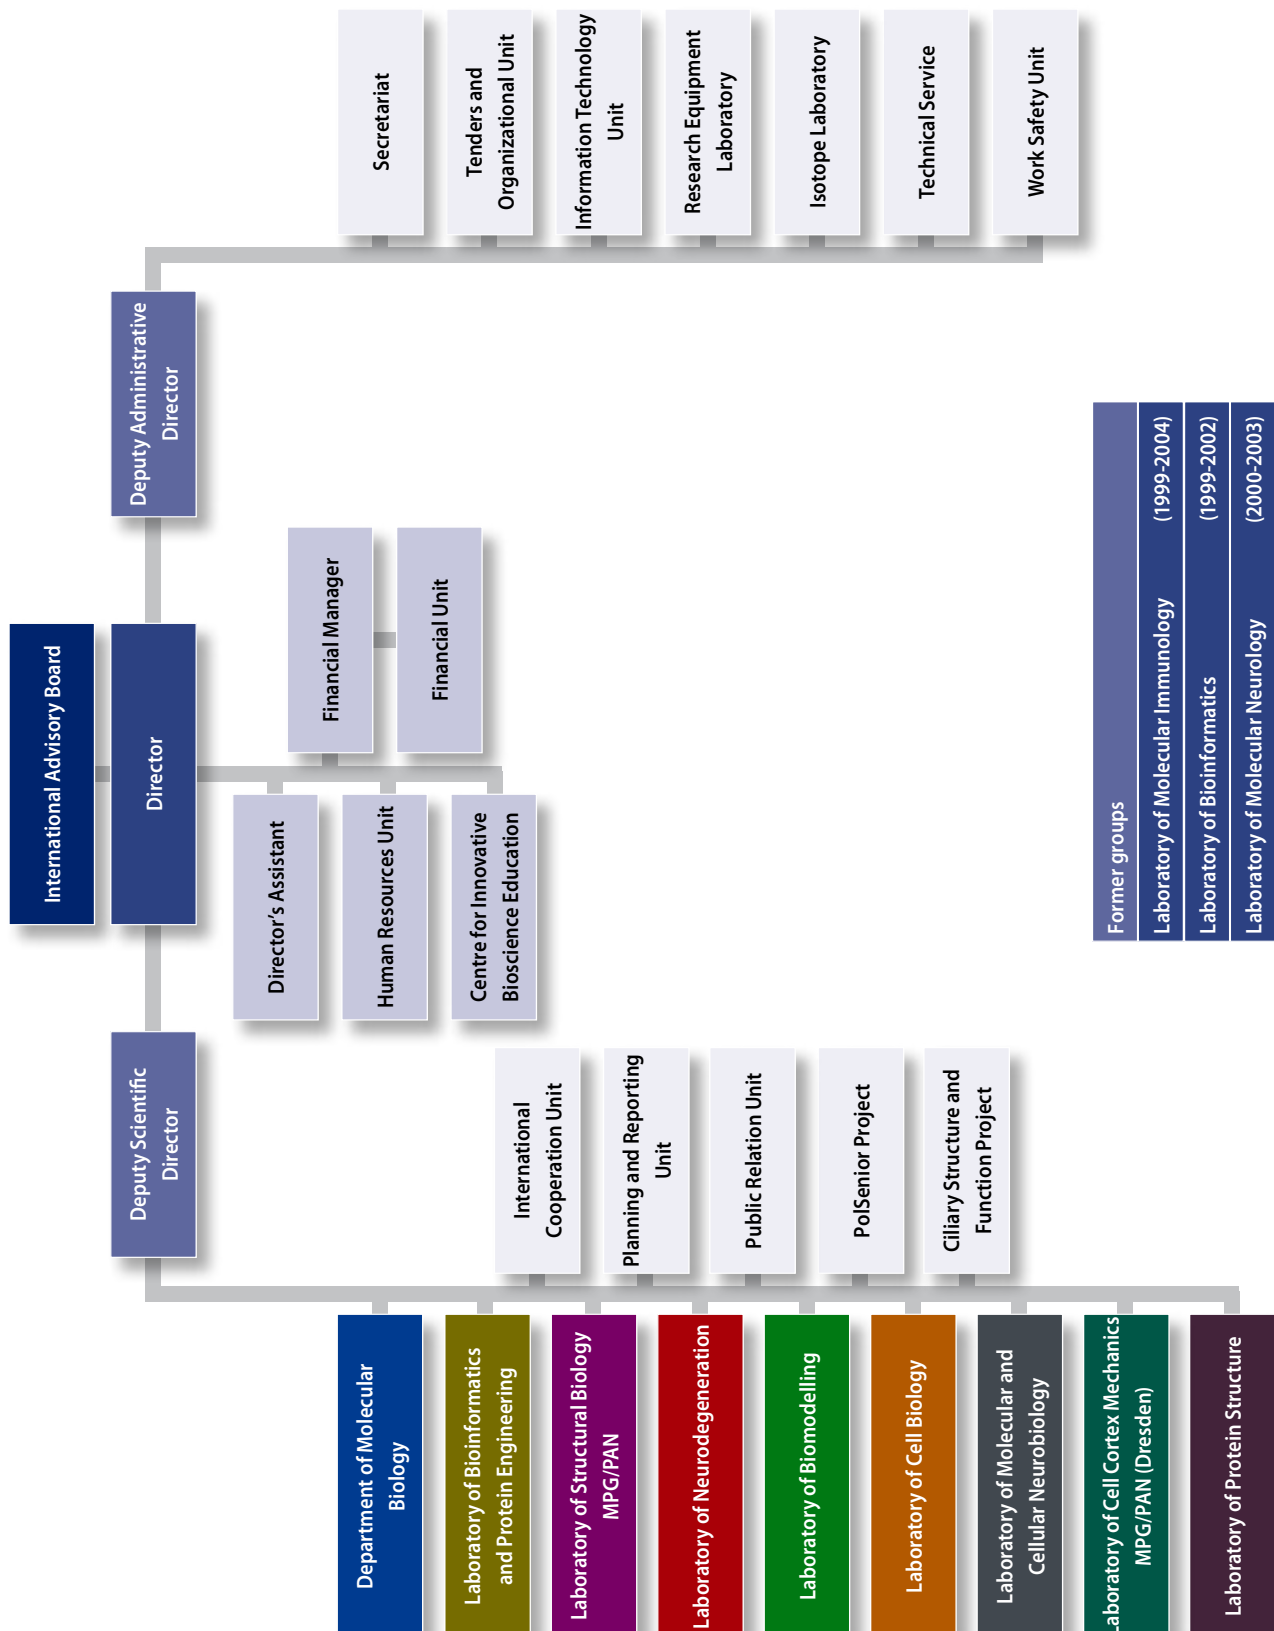 International Advisory Board
Director
Deputy Scientific
Director
Deputy Administrative
Director
Director's Assistant
Human Resources Unit
Centre for Innovative
Bioscience Education
Financial Manager
Financial Unit
Department of Molecular
Biology
Laboratory of Bioinformatics
and Protein Engineering
Laboratory of Structural Biology
MPG/PAN
Laboratory of Neurodegeneration
Laboratory of Biomodelling
Laboratory of Cell Biology
Laboratory of Molecular and
Cellular Neurobiology
Laboratory of Cell Cortex Mechanics
MPG/PAN (Dresden)
Laboratory of Protein Structure
International
Cooperation Unit
Planning and Reporting
Unit
Public Relation Unit
PolSenior Project
Ciliary Structure and
Function Project
Secretariat
Tenders and
Organizational Unit
Information Technology
Unit
Research Equipment
Laboratory
Isotope Laboratory
Technical Service
Work Safety Unit
Former groups
Laboratory of Molecular Immunology (1999-2004)
Laboratory of Bioinformatics (1999-2002)
Laboratory of Molecular Neurology (2000-2003)